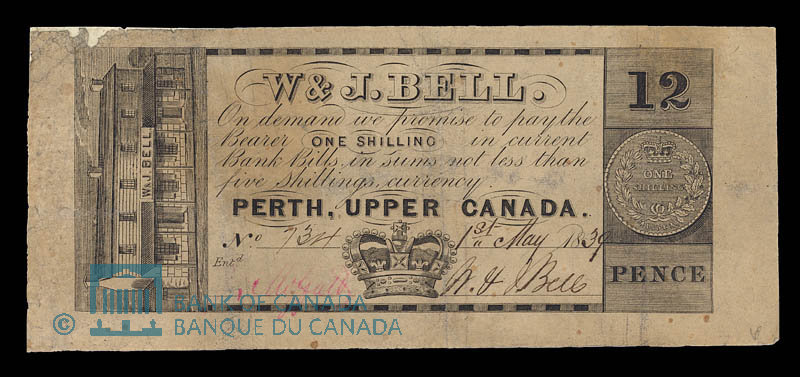 W & J. BELL.
On demand we promise to pay the
Bearer ONE SHILLING in current
Bank Bills, in sums not less than
five Shillings, currency.
PERTH, UPPER CANADA.
No 734 1st May 1839
Entd
W. & J. Bell
W & J. BELL.
12
ONE
SHILLING
PENCE
BANK OF CANADA
© BANQUE DU CANADA